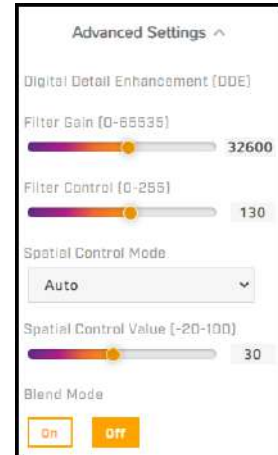 Advanced Settings
Digital Detail Enhancement (DDE)
Filter Gain (0-65535)
32600
Filter Control (0-255)
130
Spatial Control Mode
Auto
Spatial Control Value (-20-100)
30
Blend Mode
On Off